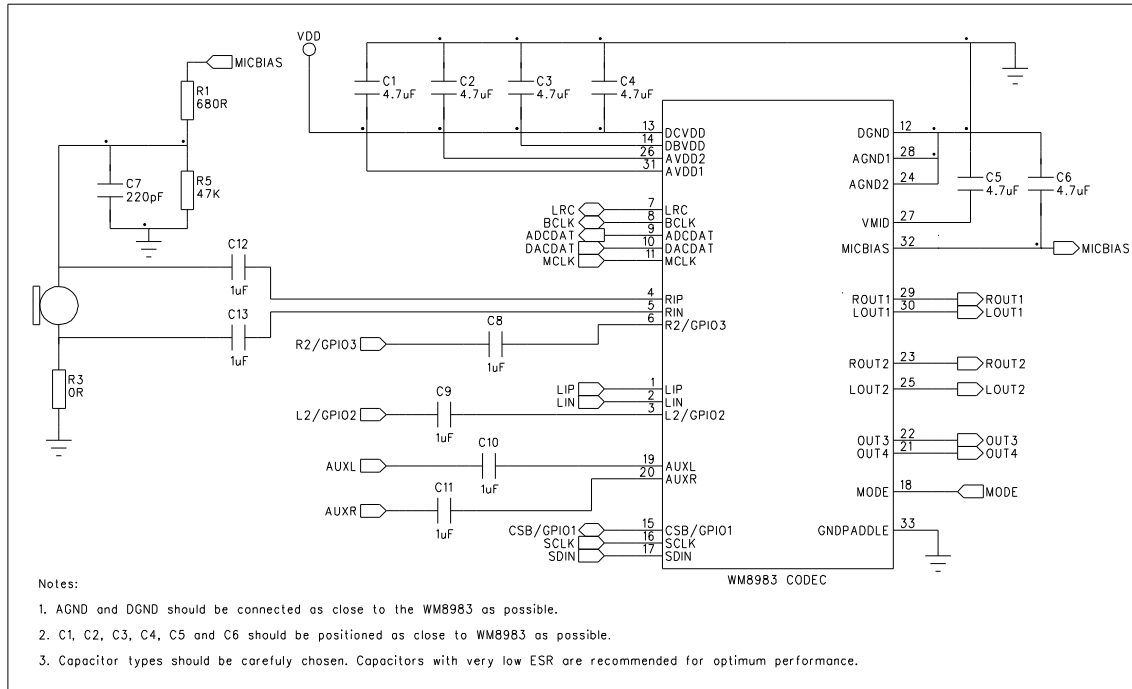 VDD
MICBIAS
R1
680R
C1
4.7uF
C2
4.7uF
C3
4.7uF
C4
4.7uF
C7
220pF
R5
47K
13 DCVDD
14 DBVDD
26 AVDD2
31 AVDD1
DGND 12
AGND1 28
AGND2 24
C5
4.7uF
C6
4.7uF
VMID 27
MICBIAS 32 MICBIAS
LRC 7 LRC
BCLK 8 BCLK
ADCDAT 9 ADCDAT
DACDAT 10 DACDAT
MCLK 11 MCLK
C12
1uF
C13
1uF
4 RIP
5 RIN
6 R2/GPIO3
C8
1uF
R2/GPIO3
ROUT1 29 ROUT1
LOUT1 30 LOUT1
ROUT2 23 ROUT2
LOUT2 25 LOUT2
R3
0R
LIP 1 LIP
LIN 2 LIN
3 L2/GPIO2
C9
1uF
L2/GPIO2
OUT3 22 OUT3
OUT4 21 OUT4
C10
1uF
AUXL
19 AUXL
20 AUXR
C11
1uF
AUXR
MODE 18 MODE
CSB/GPIO1 15 CSB/GPIO1
SCLK 16 SCLK
SDIN 17 SDIN
GNDPADDLE 33
WM8983 CODEC
Notes:
1. AGND and DGND should be connected as close to the WM8983 as possible.
2. C1, C2, C3, C4, C5 and C6 should be positioned as close to WM8983 as possible.
3. Capacitor types should be carefuly chosen. Capacitors with very low ESR are recommended for optimum performance.